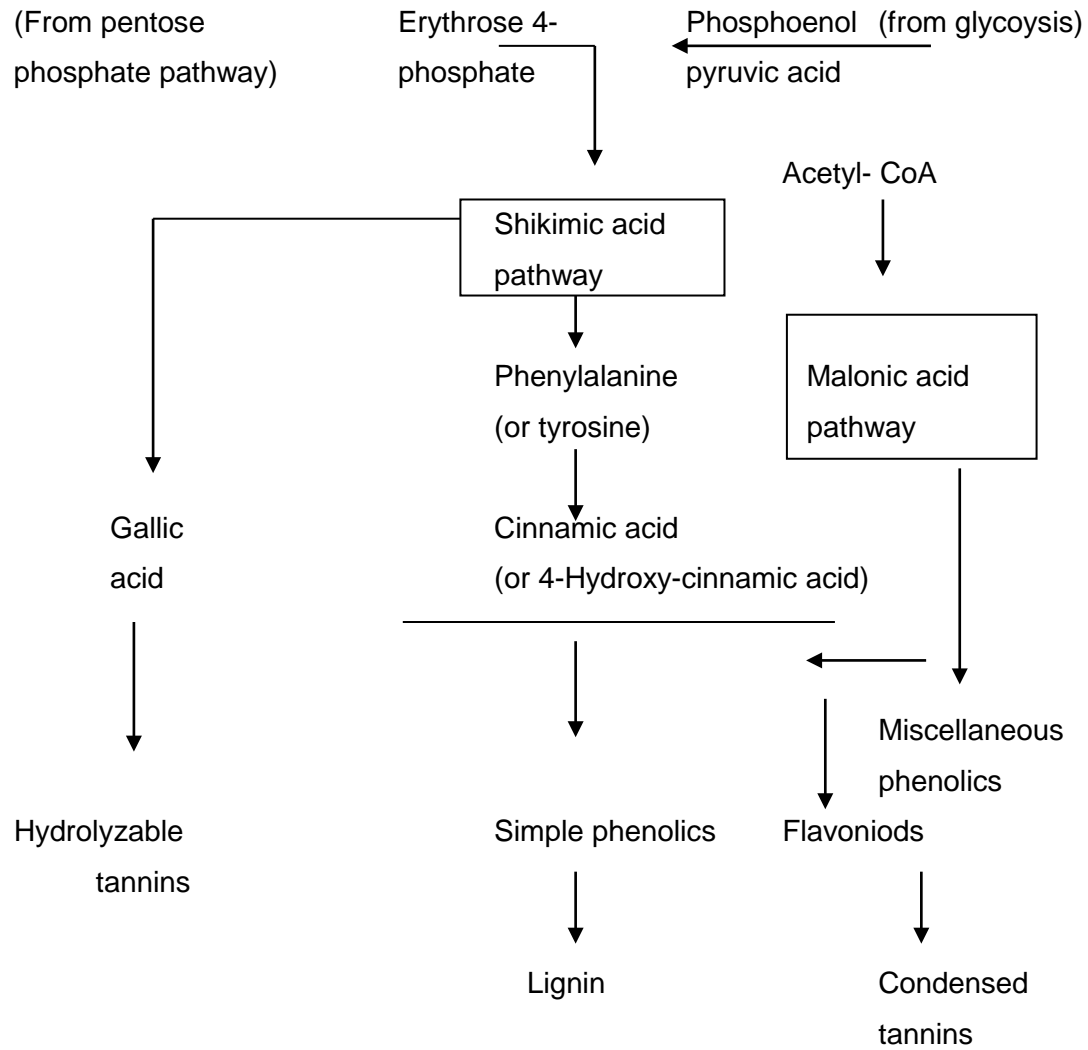 (From pentose phosphate pathway)
Erythrose 4-
phosphate
Phosphoenol (from glycoysis)
pyruvic acid
Acetyl- CoA
Shikimic acid
pathway
Phenylalanine
(or tyrosine)
Malonic acid
pathway
Gallic
acid
Cinnamic acid
(or 4-Hydroxy-cinnamic acid)
Miscellaneous
phenolics
Hydrolyzable
tannins
Simple phenolics
Flavoniods
Lignin
Condensed
tannins